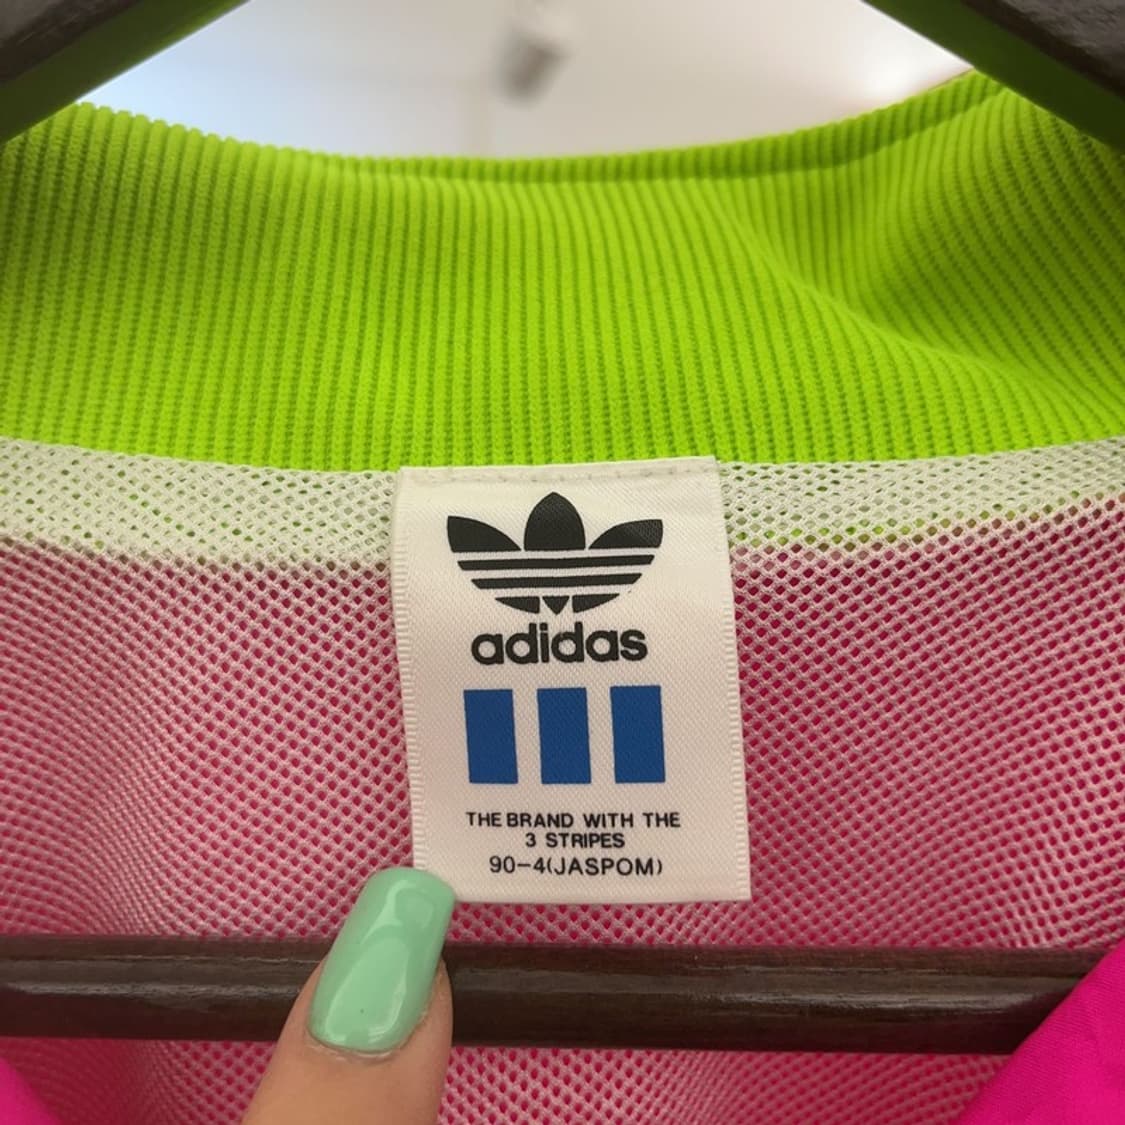 adidas
THE BRAND WITH THE
3 STRIPES
90-4(JASPOM)